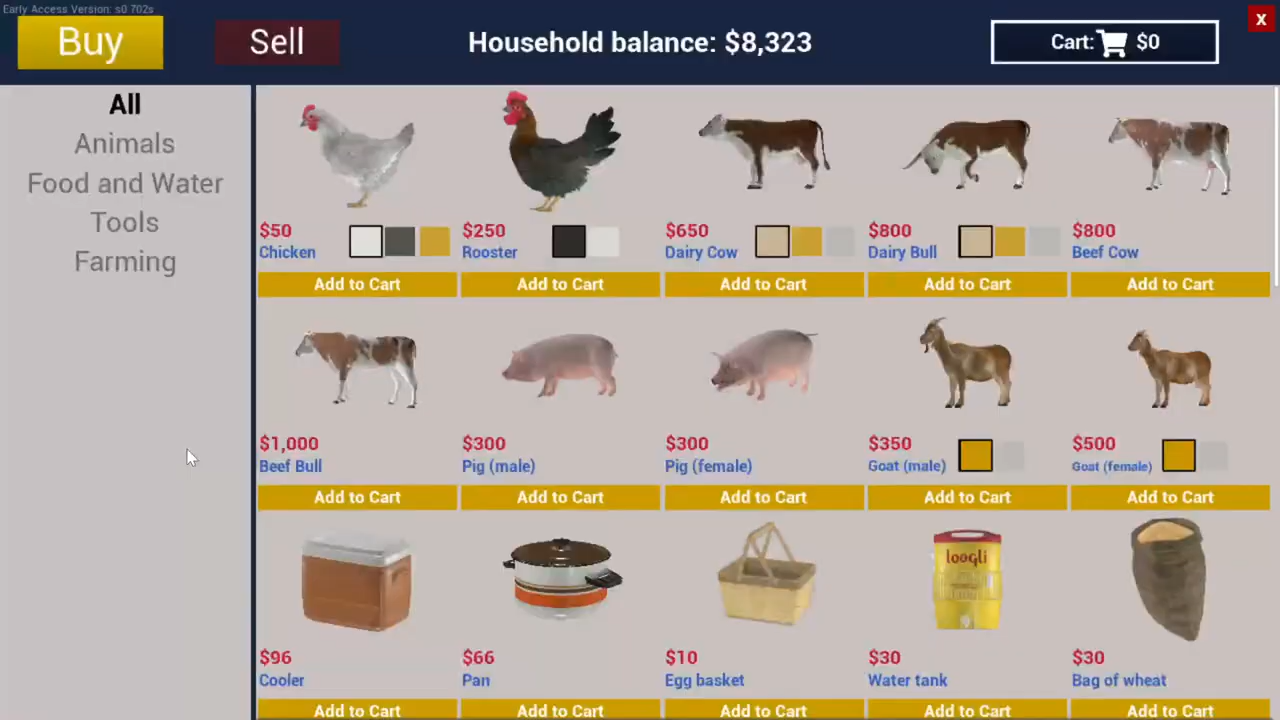 Early Access Version: s0 702s
Buy
Sell
Household balance: $8,323
Cart: $0
X
All
Animals
Food and Water
Tools
Farming
$50
Chicken
Add to Cart
$250
Rooster
Add to Cart
$650
Dairy Cow
Add to Cart
$800
Dairy Bull
Add to Cart
$800
Beef Cow
Add to Cart
$1,000
Beef Bull
Add to Cart
$300
Pig (male)
Add to Cart
$300
Pig (female)
Add to Cart
$350
Goat (male)
Add to Cart
$500
Goat (female)
Add to Cart
$96
Cooler
Add to Cart
$66
Pan
Add to Cart
$10
Egg basket
Add to Cart
loogli
$30
Water tank
Add to Cart
$30
Bag of wheat
Add to Cart